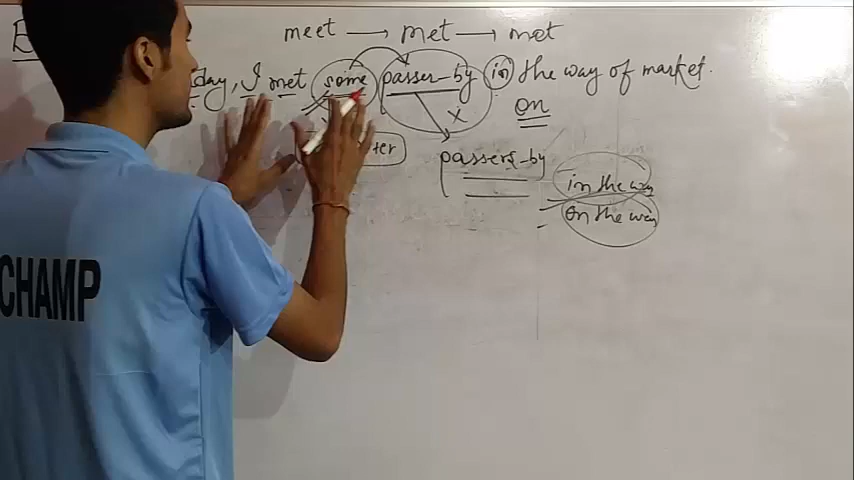 meet → met → met
day, I met some passer-by in the way of market.
x on
ter passers-by
in the way
on the way
CHAMP